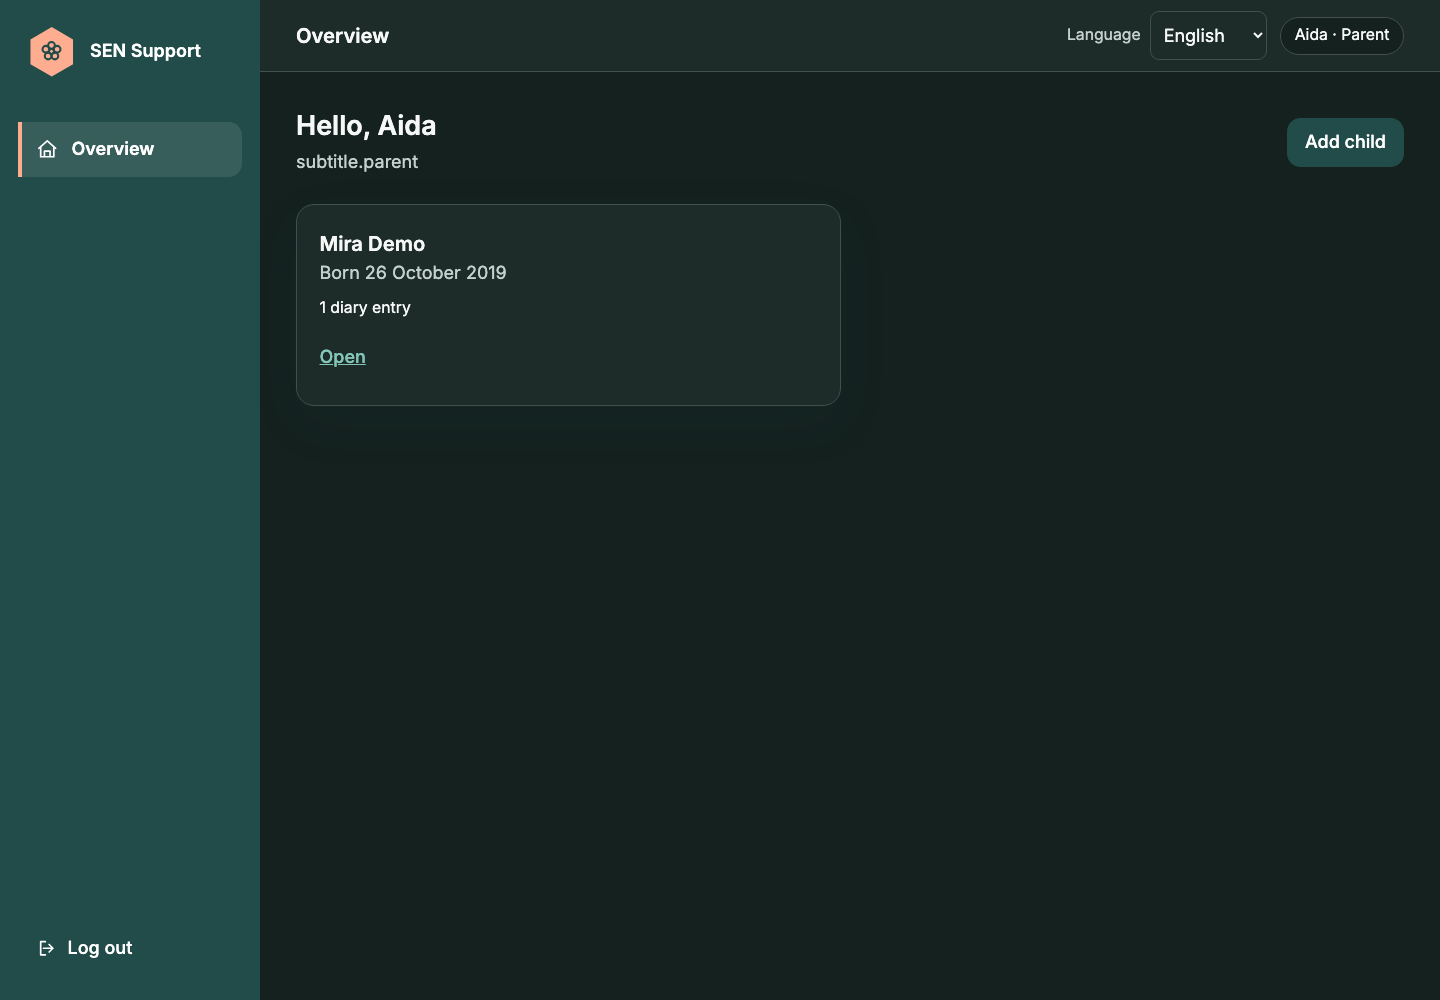 SEN Support
Overview
Language
English
Aida · Parent
Overview
Hello, Aida
subtitle.parent
Add child
Mira Demo
Born 26 October 2019
1 diary entry
Open
Log out